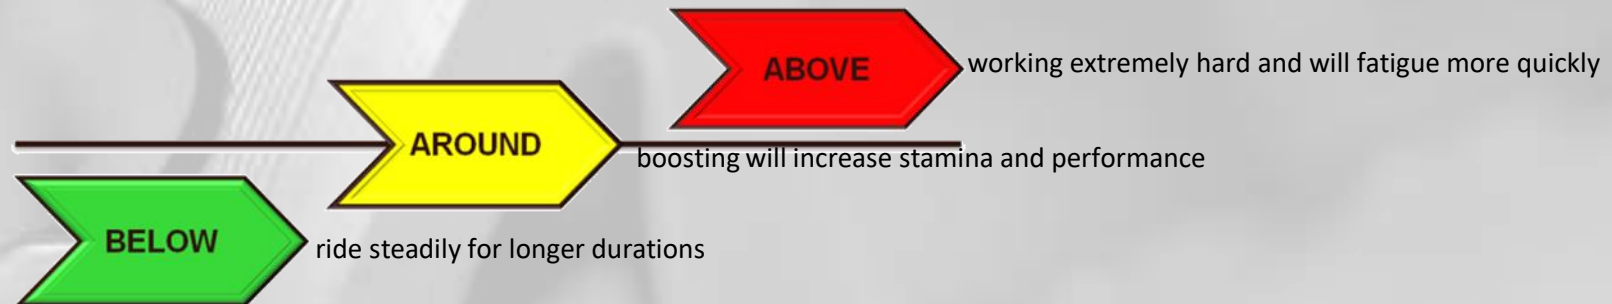 ABOVE working extremely hard and will fatigue more quickly
AROUND boosting will increase stamina and performance
BELOW ride steadily for longer durations